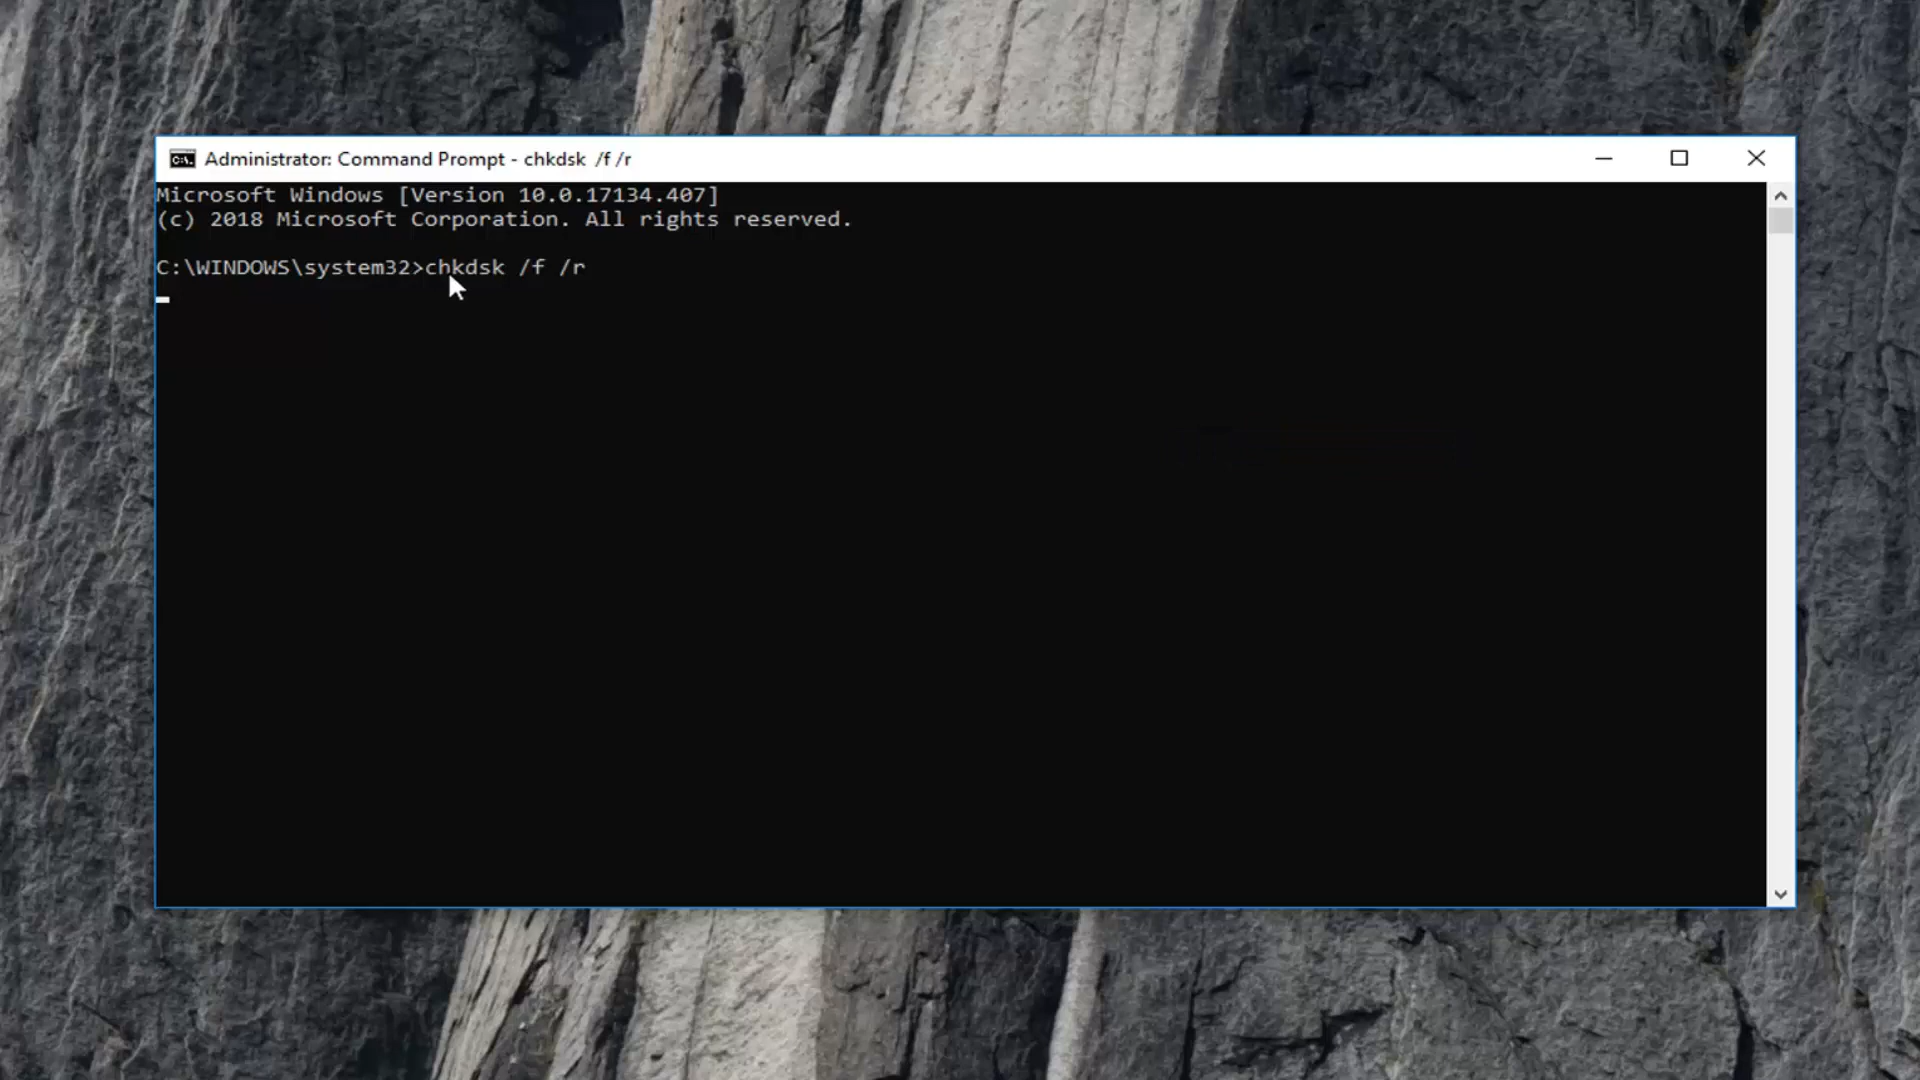 Administrator: Command Prompt - chkdsk /f /r
Microsoft Windows [Version 10.0.17134.407]
(c) 2018 Microsoft Corporation. All rights reserved.
C:\WINDOWS\system32>chkdsk /f /r